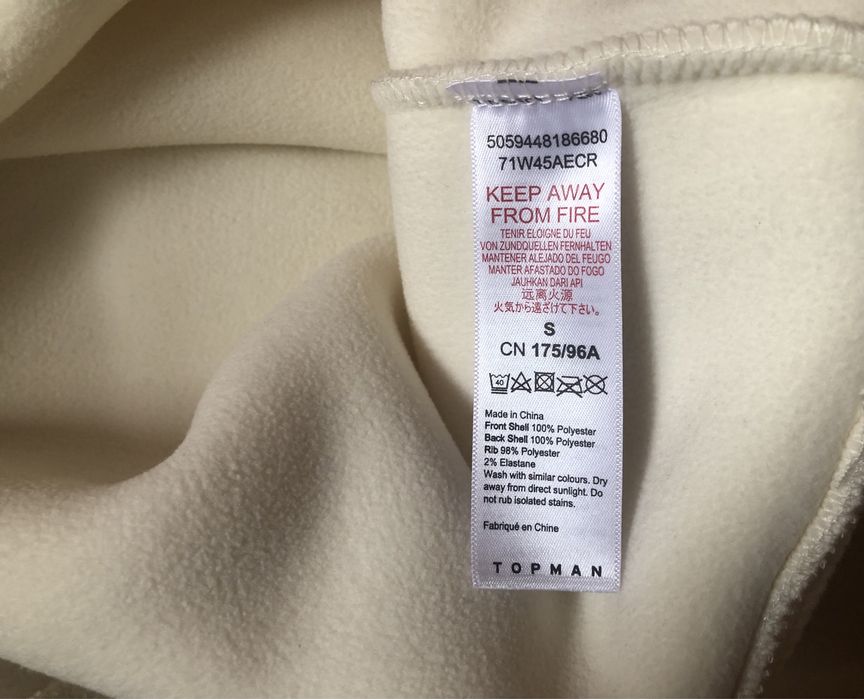 5059448186680
71W45AECR
KEEP AWAY
FROM FIRE
TENIR ELOIGNE DU FEU
VON ZUNDQUELLEN FERNHALTEN
MANTENER ALEJADO DEL FEUGO
MANTER AFASTADO DO FOGO
JAUHKAN DARI API
远离火源
火気から遠ざけて下さい。
S
CN 175/96A
40
Made in China
Front Shell 100% Polyester
Back Shell 100% Polyester
Rib 98% Polyester
2% Elastane
Wash with similar colours. Dry
away from direct sunlight. Do
not rub isolated stains.
Fabriqué en Chine
TOPMAN